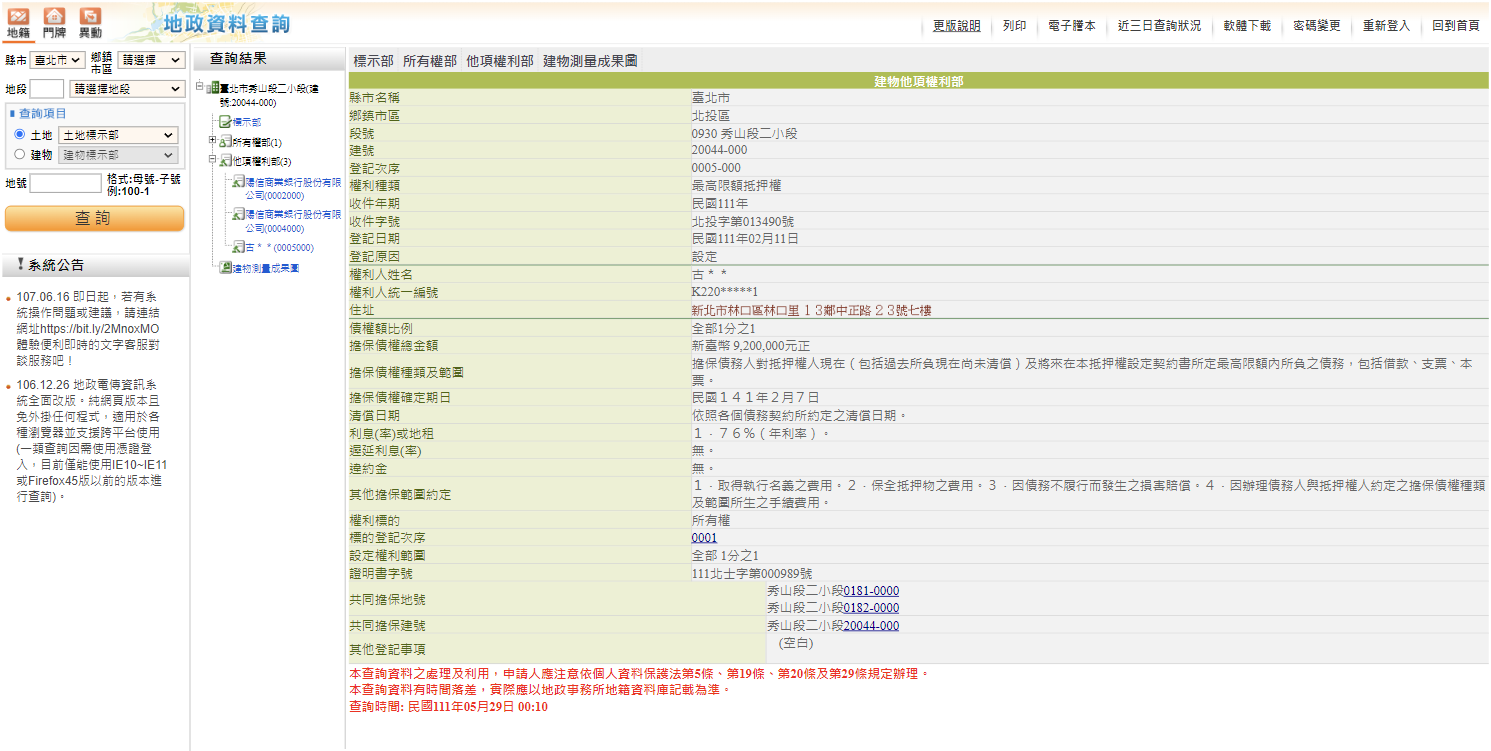 地籍 門牌 異動
地政資料查詢
更版說明 列印 電子謄本 近三日查詢狀況 軟體下載 密碼變更 重新登入 回到首頁
縣市 臺北市 鄉鎮市區 請選擇
地段 請選擇地段
查詢項目
土地 土地標示部
建物 建物標示部
地號 格式:母號-子號
例:100-1
查 詢
系統公告
107.06.16 即日起，若有系
統操作問題或建議，請連結
網址https://bit.ly/2MnoxMO
體驗便利即時的文字客服對
談服務吧！
106.12.26 地政電傳資訊系
統全面改版。純網頁版本且
免外掛任何程式，適用於各
種瀏覽器並支援跨平台使用
(一類查詢因需使用憑證登
入，目前僅能使用IE10~IE11
或Firefox45版以前的版本進
行查詢)。
查詢結果
臺北市秀山段二小段(建
號:20044-000)
標示部
所有權部(1)
他項權利部(3)
陽信商業銀行股份有限
公司(0002000)
陽信商業銀行股份有限
公司(0004000)
古＊＊(0005000)
建物測量成果圖
標示部 所有權部 他項權利部 建物測量成果圖
建物他項權利部
縣市名稱 臺北市
鄉鎮市區 北投區
段號 0930 秀山段二小段
建號 20044-000
登記次序 0005-000
權利種類 最高限額抵押權
收件年期 民國111年
收件字號 北投字第013490號
登記日期 民國111年02月11日
登記原因 設定
權利人姓名 古＊＊
權利人統一編號 K220*****1
住址 新北市林口區林口里１３鄰中正路２３號七樓
債權額比例 全部1分之1
擔保債權總金額 新臺幣 9,200,000元正
擔保債權種類及範圍 擔保債務人對抵押權人現在（包括過去所負現在尚未清償）及將來在本抵押權設定契約書所定最高限額內所負之債務，包括借款、支票、本
票。
擔保債權確定期日 民國１４１年２月７日
清償日期 依照各個債務契約所約定之清償日期。
利息(率)或地租 １．７６％（年利率）。
遲延利息(率) 無。
違約金 無。
其他擔保範圍約定 １．取得執行名義之費用。２．保全抵押物之費用。３．因債務不履行而發生之損害賠償。４．因辦理債務人與抵押權人約定之擔保債權種類
及範圍所生之手續費用。
權利標的 所有權
標的登記次序 0001
設定權利範圍 全部 1分之1
證明書字號 111北士字第000989號
共同擔保地號 秀山段二小段0181-0000
秀山段二小段0182-0000
共同擔保建號 秀山段二小段20044-000
其他登記事項 (空白)
本查詢資料之處理及利用，申請人應注意依個人資料保護法第5條、第19條、第20條及第29條規定辦理。
本查詢資料有時間落差，實際應以地政事務所地籍資料庫記載為準。
查詢時間: 民國111年05月29日 00:10